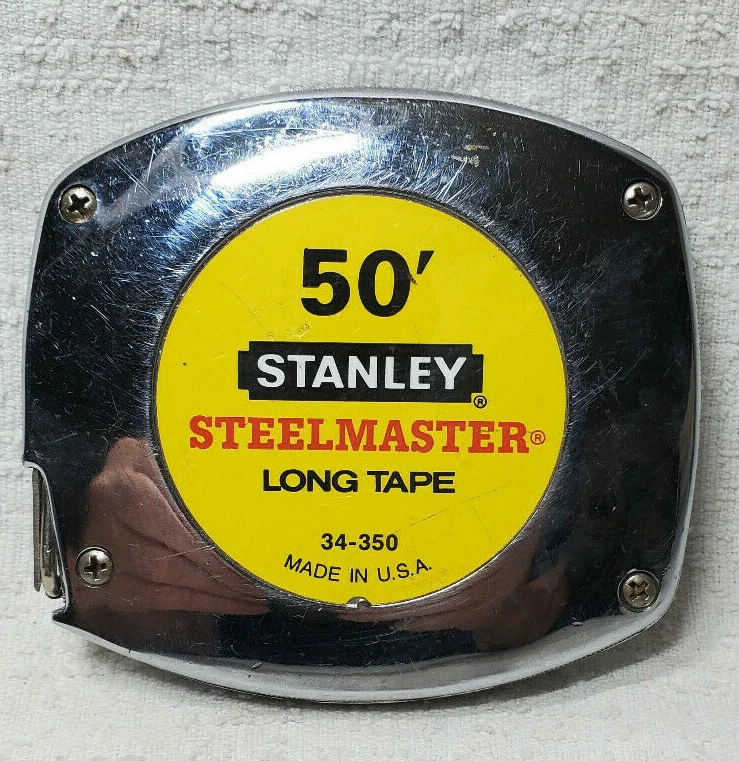 50′
STANLEY®
STEELMASTER®
LONG TAPE
34-350
MADE IN U.S.A.